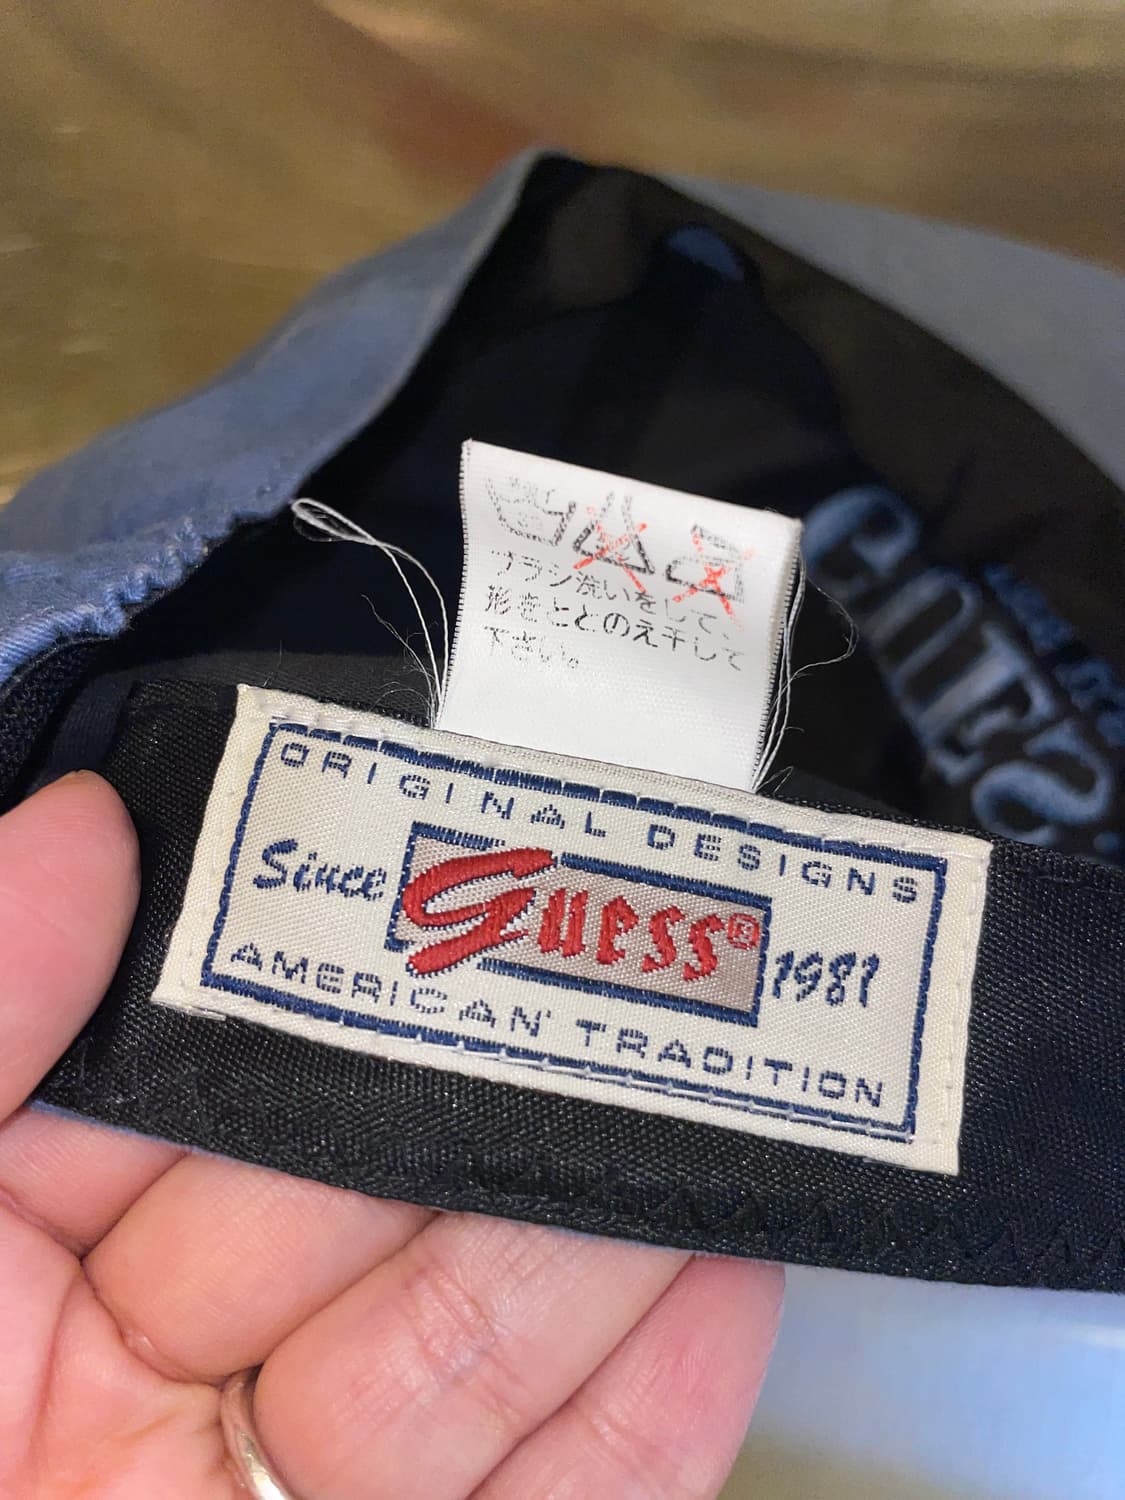 ブラシ洗いをして、
形をととのえ干して
下さい。
ORIGINAL DESIGNS
Since Guess® 1981
AMERICAN TRADITION
GUESS